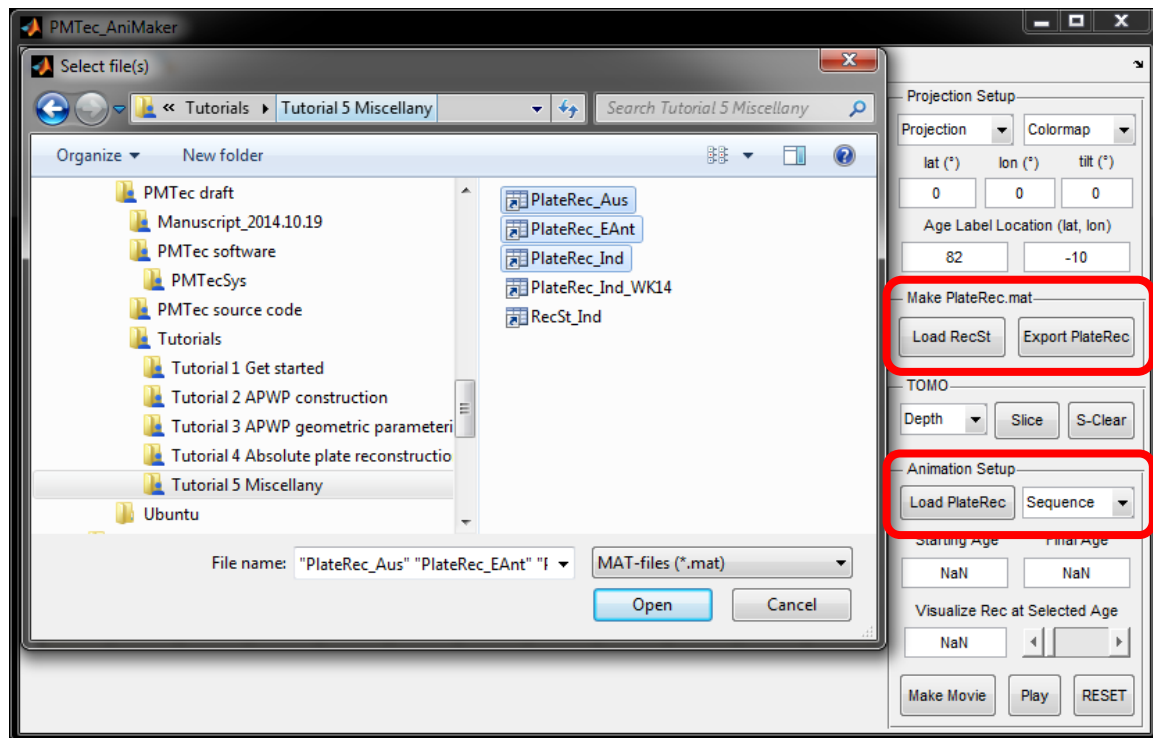 PMTec_AniMaker
Select file(s)
« Tutorials Tutorial 5 Miscellany
Search Tutorial 5 Miscellany
Organize
New folder
PMTec draft
Manuscript_2014.10.19
PMTec software
PMTecSys
PMTec source code
Tutorials
Tutorial 1 Get started
Tutorial 2 APWP construction
Tutorial 3 APWP geometric parameteri
Tutorial 4 Absolute plate reconstructio
Tutorial 5 Miscellany
Ubuntu
PlateRec_Aus
PlateRec_EAnt
PlateRec_Ind
PlateRec_Ind_WK14
RecSt_Ind
File name: "PlateRec_Aus" "PlateRec_EAnt" "F
MAT-files (*.mat)
Open Cancel
Projection Setup
Projection Colormap
lat (°) lon (°) tilt (°)
0 0 0
Age Label Location (lat, lon)
82 -10
Make PlateRec.mat
Load RecSt Export PlateRec
TOMO
Depth Slice S-Clear
Animation Setup
Load PlateRec Sequence
Starting Age Final Age
NaN NaN
Visualize Rec at Selected Age
NaN
Make Movie Play RESET